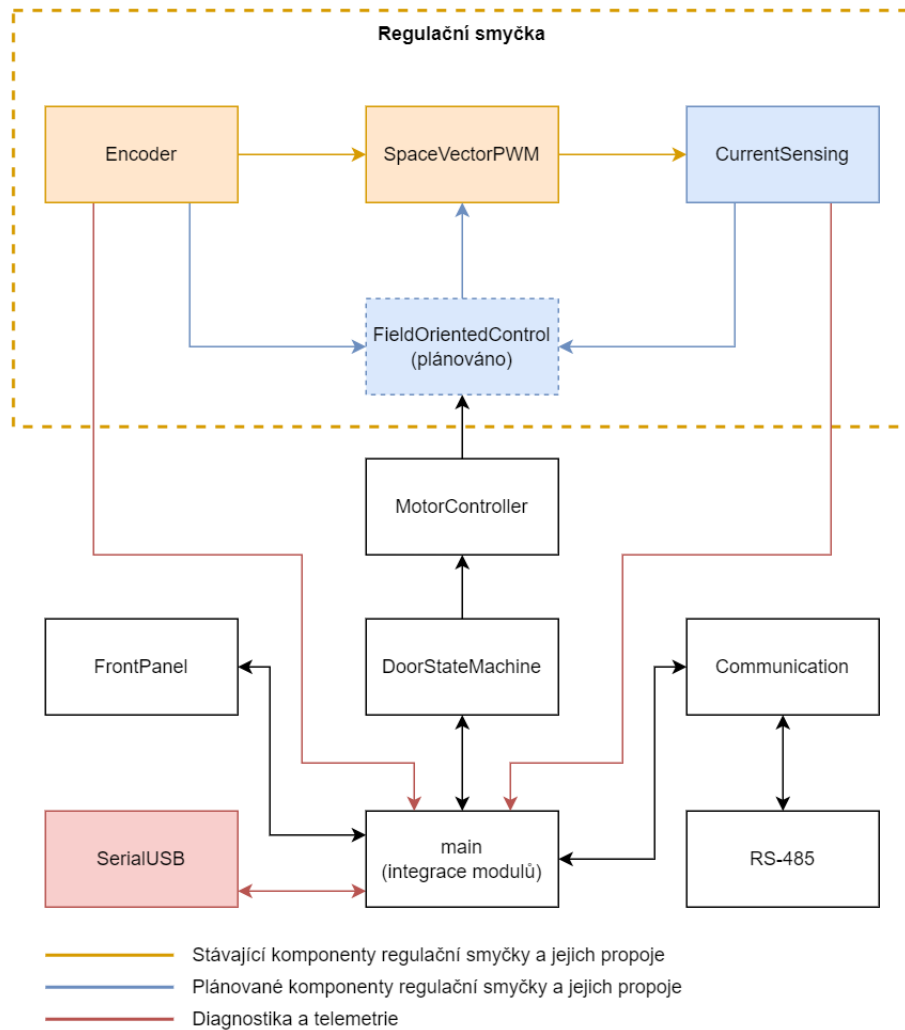 Regulační smyčka
Encoder
SpaceVectorPWM
CurrentSensing
FieldOrientedControl
(plánováno)
MotorController
FrontPanel
DoorStateMachine
Communication
SerialUSB
main
(integrace modulů)
RS-485
Stávající komponenty regulační smyčky a jejich propoje
Plánované komponenty regulační smyčky a jejich propoje
Diagnostika a telemetrie